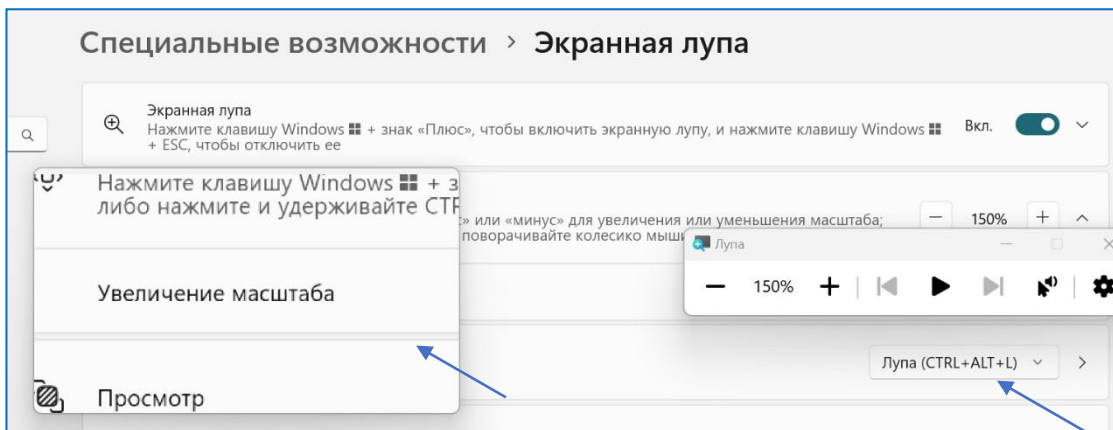 Специальные возможности > Экранная лупа
Экранная лупа
Нажмите клавишу Windows + знак «Плюс», чтобы включить экранную лупу, и нажмите клавишу Windows
+ ESC, чтобы отключить ее
Вкл.
Нажмите клавишу Windows + з
либо нажмите и удерживайте CTR
» или «минус» для увеличения или уменьшения масштаба;
поворачивайте колесико мыши
150%
Лупа
150%
Увеличение масштаба
Лупа (CTRL+ALT+L)
Просмотр